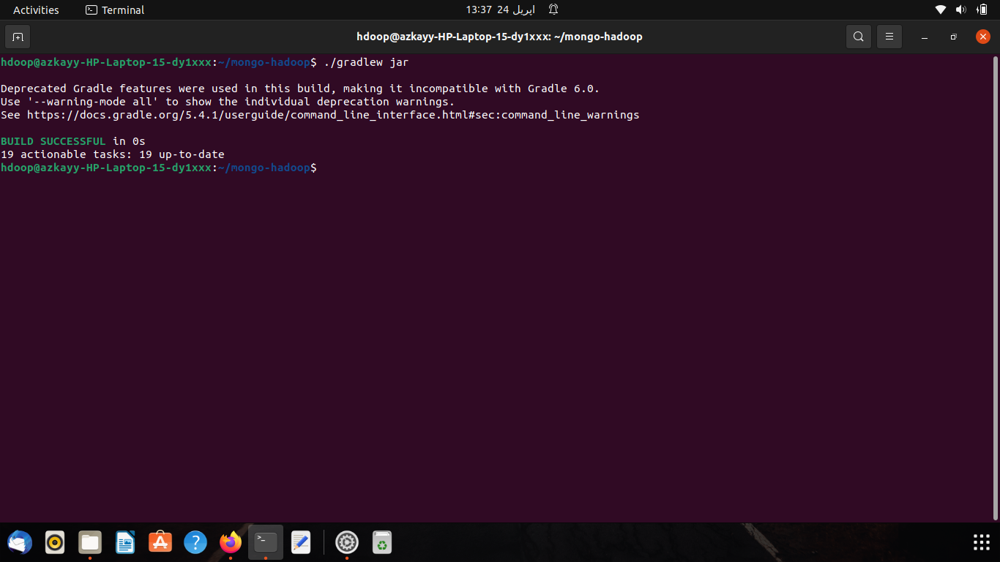 Activities
Terminal
13:37 24 اپریل
hdoop@azkayy-HP-Laptop-15-dy1xxx: ~/mongo-hadoop
hdoop@azkayy-HP-Laptop-15-dy1xxx:~/mongo-hadoop$ ./gradlew jar
Deprecated Gradle features were used in this build, making it incompatible with Gradle 6.0.
Use '--warning-mode all' to show the individual deprecation warnings.
See https://docs.gradle.org/5.4.1/userguide/command_line_interface.html#sec:command_line_warnings
BUILD SUCCESSFUL in 0s
19 actionable tasks: 19 up-to-date
hdoop@azkayy-HP-Laptop-15-dy1xxx:~/mongo-hadoop$